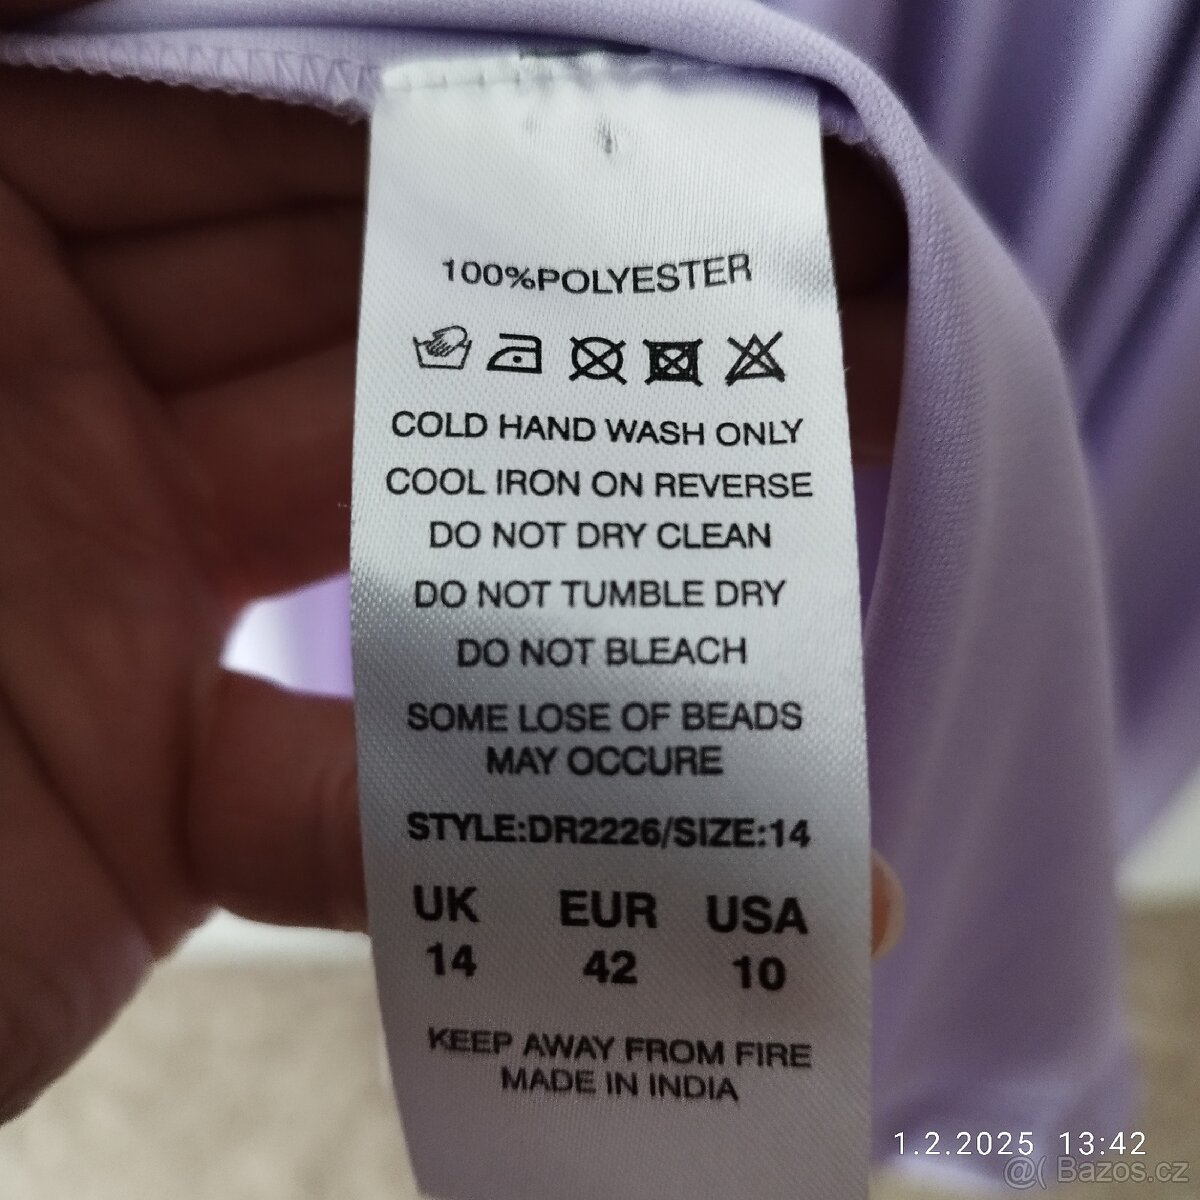 100%POLYESTER
COLD HAND WASH ONLY
COOL IRON ON REVERSE
DO NOT DRY CLEAN
DO NOT TUMBLE DRY
DO NOT BLEACH
SOME LOSE OF BEADS
MAY OCCURE
STYLE:DR2226/SIZE:14
UK EUR USA
14 42 10
KEEP AWAY FROM FIRE
MADE IN INDIA
1.2.2025 13:42
@( Bazos.cz